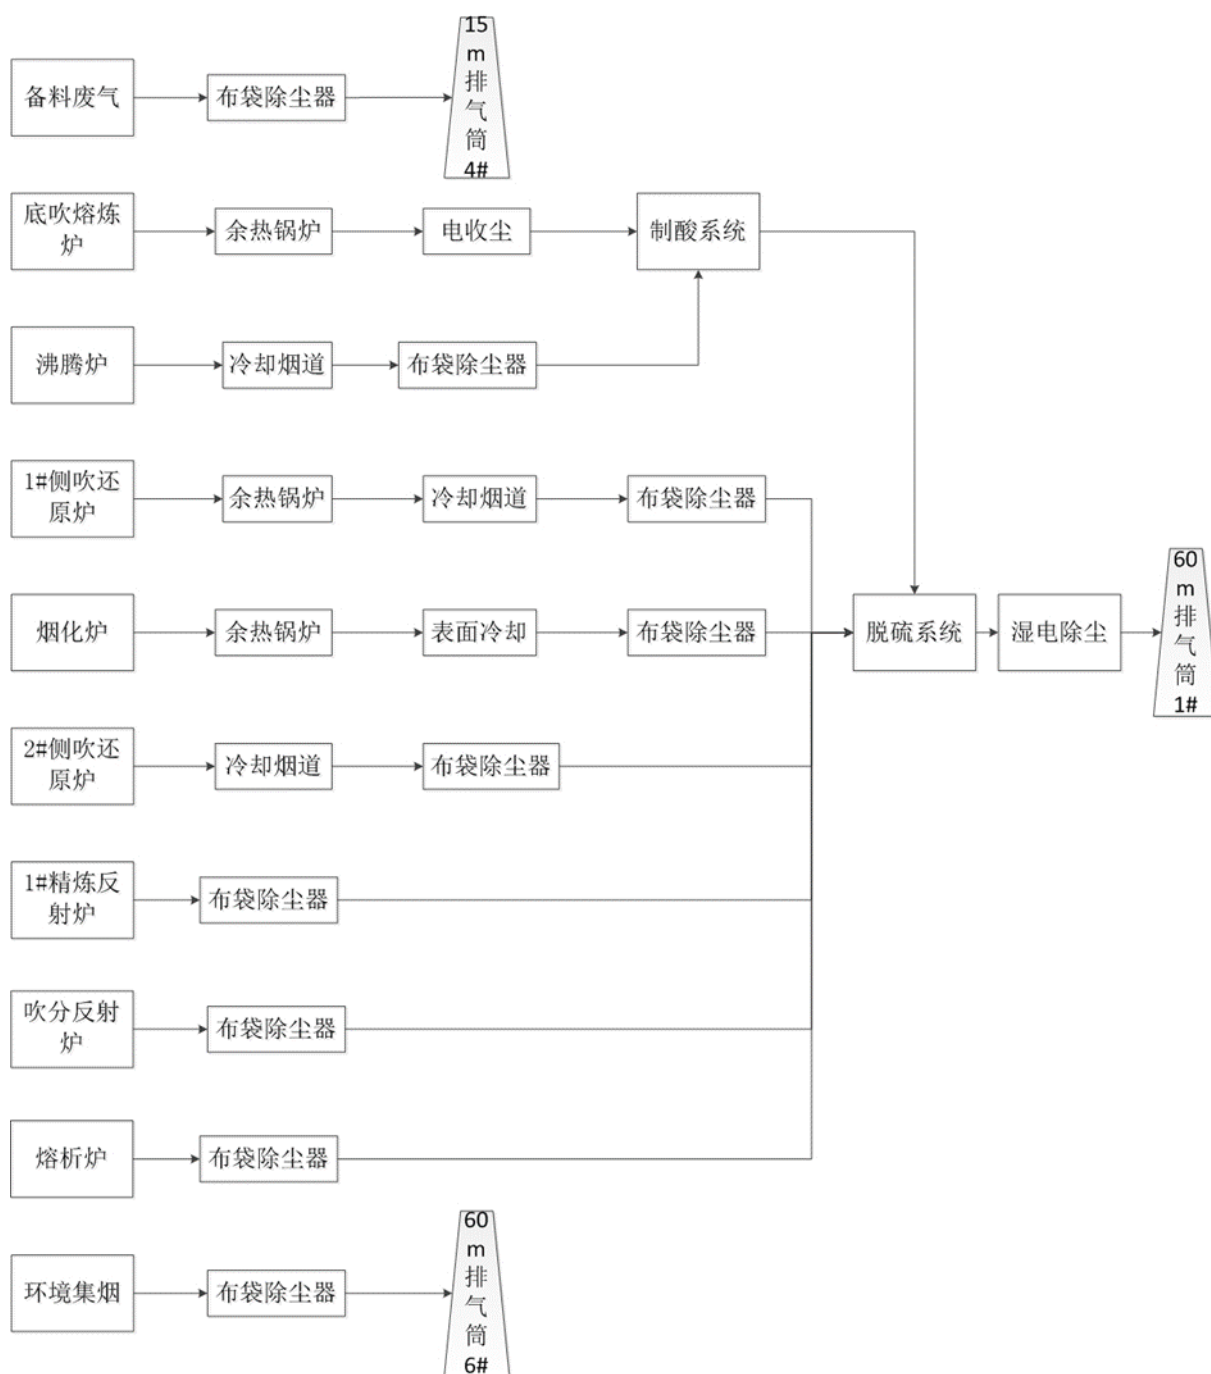 备料废气
布袋除尘器
15
m
排
气
筒
4#
底吹熔炼
炉
余热锅炉
电收尘
制酸系统
沸腾炉
冷却烟道
布袋除尘器
1#侧吹还
原炉
余热锅炉
冷却烟道
布袋除尘器
烟化炉
余热锅炉
表面冷却
布袋除尘器
脱硫系统
湿电除尘
60
m
排
气
筒
1#
2#侧吹还
原炉
冷却烟道
布袋除尘器
1#精炼反
射炉
布袋除尘器
吹分反射
炉
布袋除尘器
熔析炉
布袋除尘器
环境集烟
布袋除尘器
60
m
排
气
筒
6#